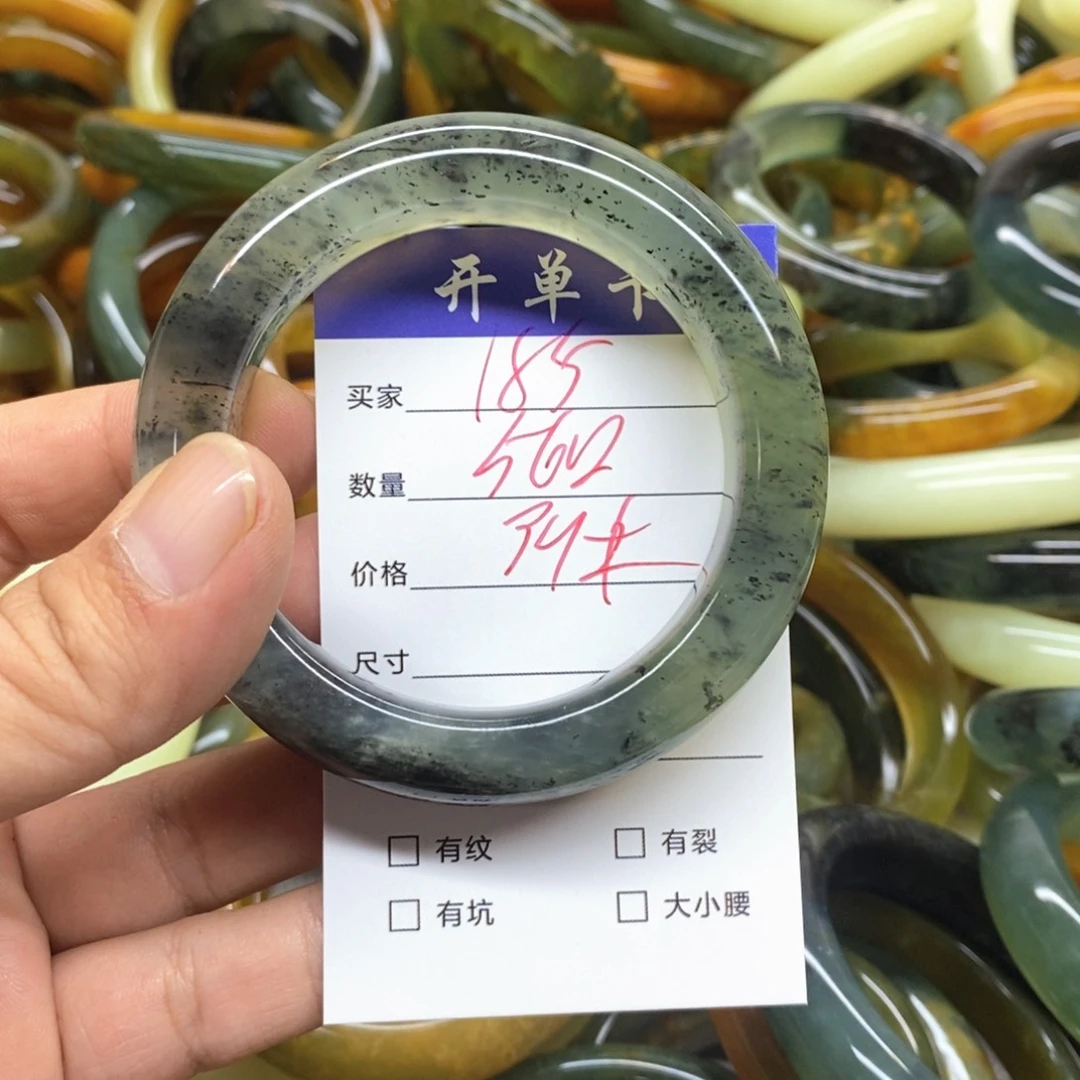 开单卡
买家 185
数量
价格
尺寸
有纹 有裂
有坑 大小腰